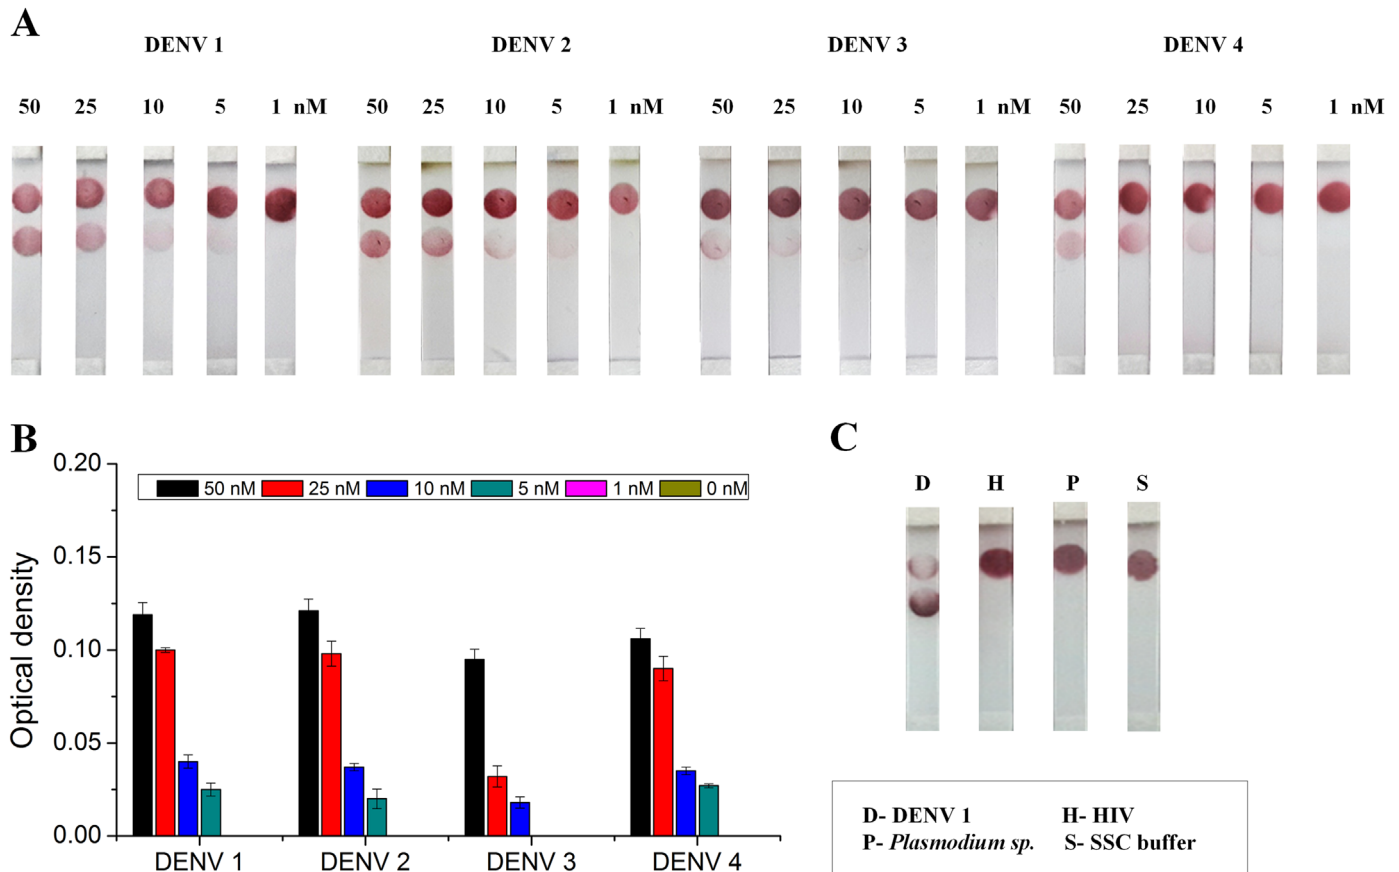 A
DENV 1 DENV 2 DENV 3 DENV 4
50 25 10 5 1 nM 50 25 10 5 1 nM 50 25 10 5 1 nM 50 25 10 5 1 nM
B
0.20
50 nM 25 nM 10 nM 5 nM 1 nM 0 nM
0.15
0.10
0.05
0.00
Optical density
DENV 1 DENV 2 DENV 3 DENV 4
C
D H P S
D- DENV 1 H- HIV
P- Plasmodium sp. S- SSC buffer